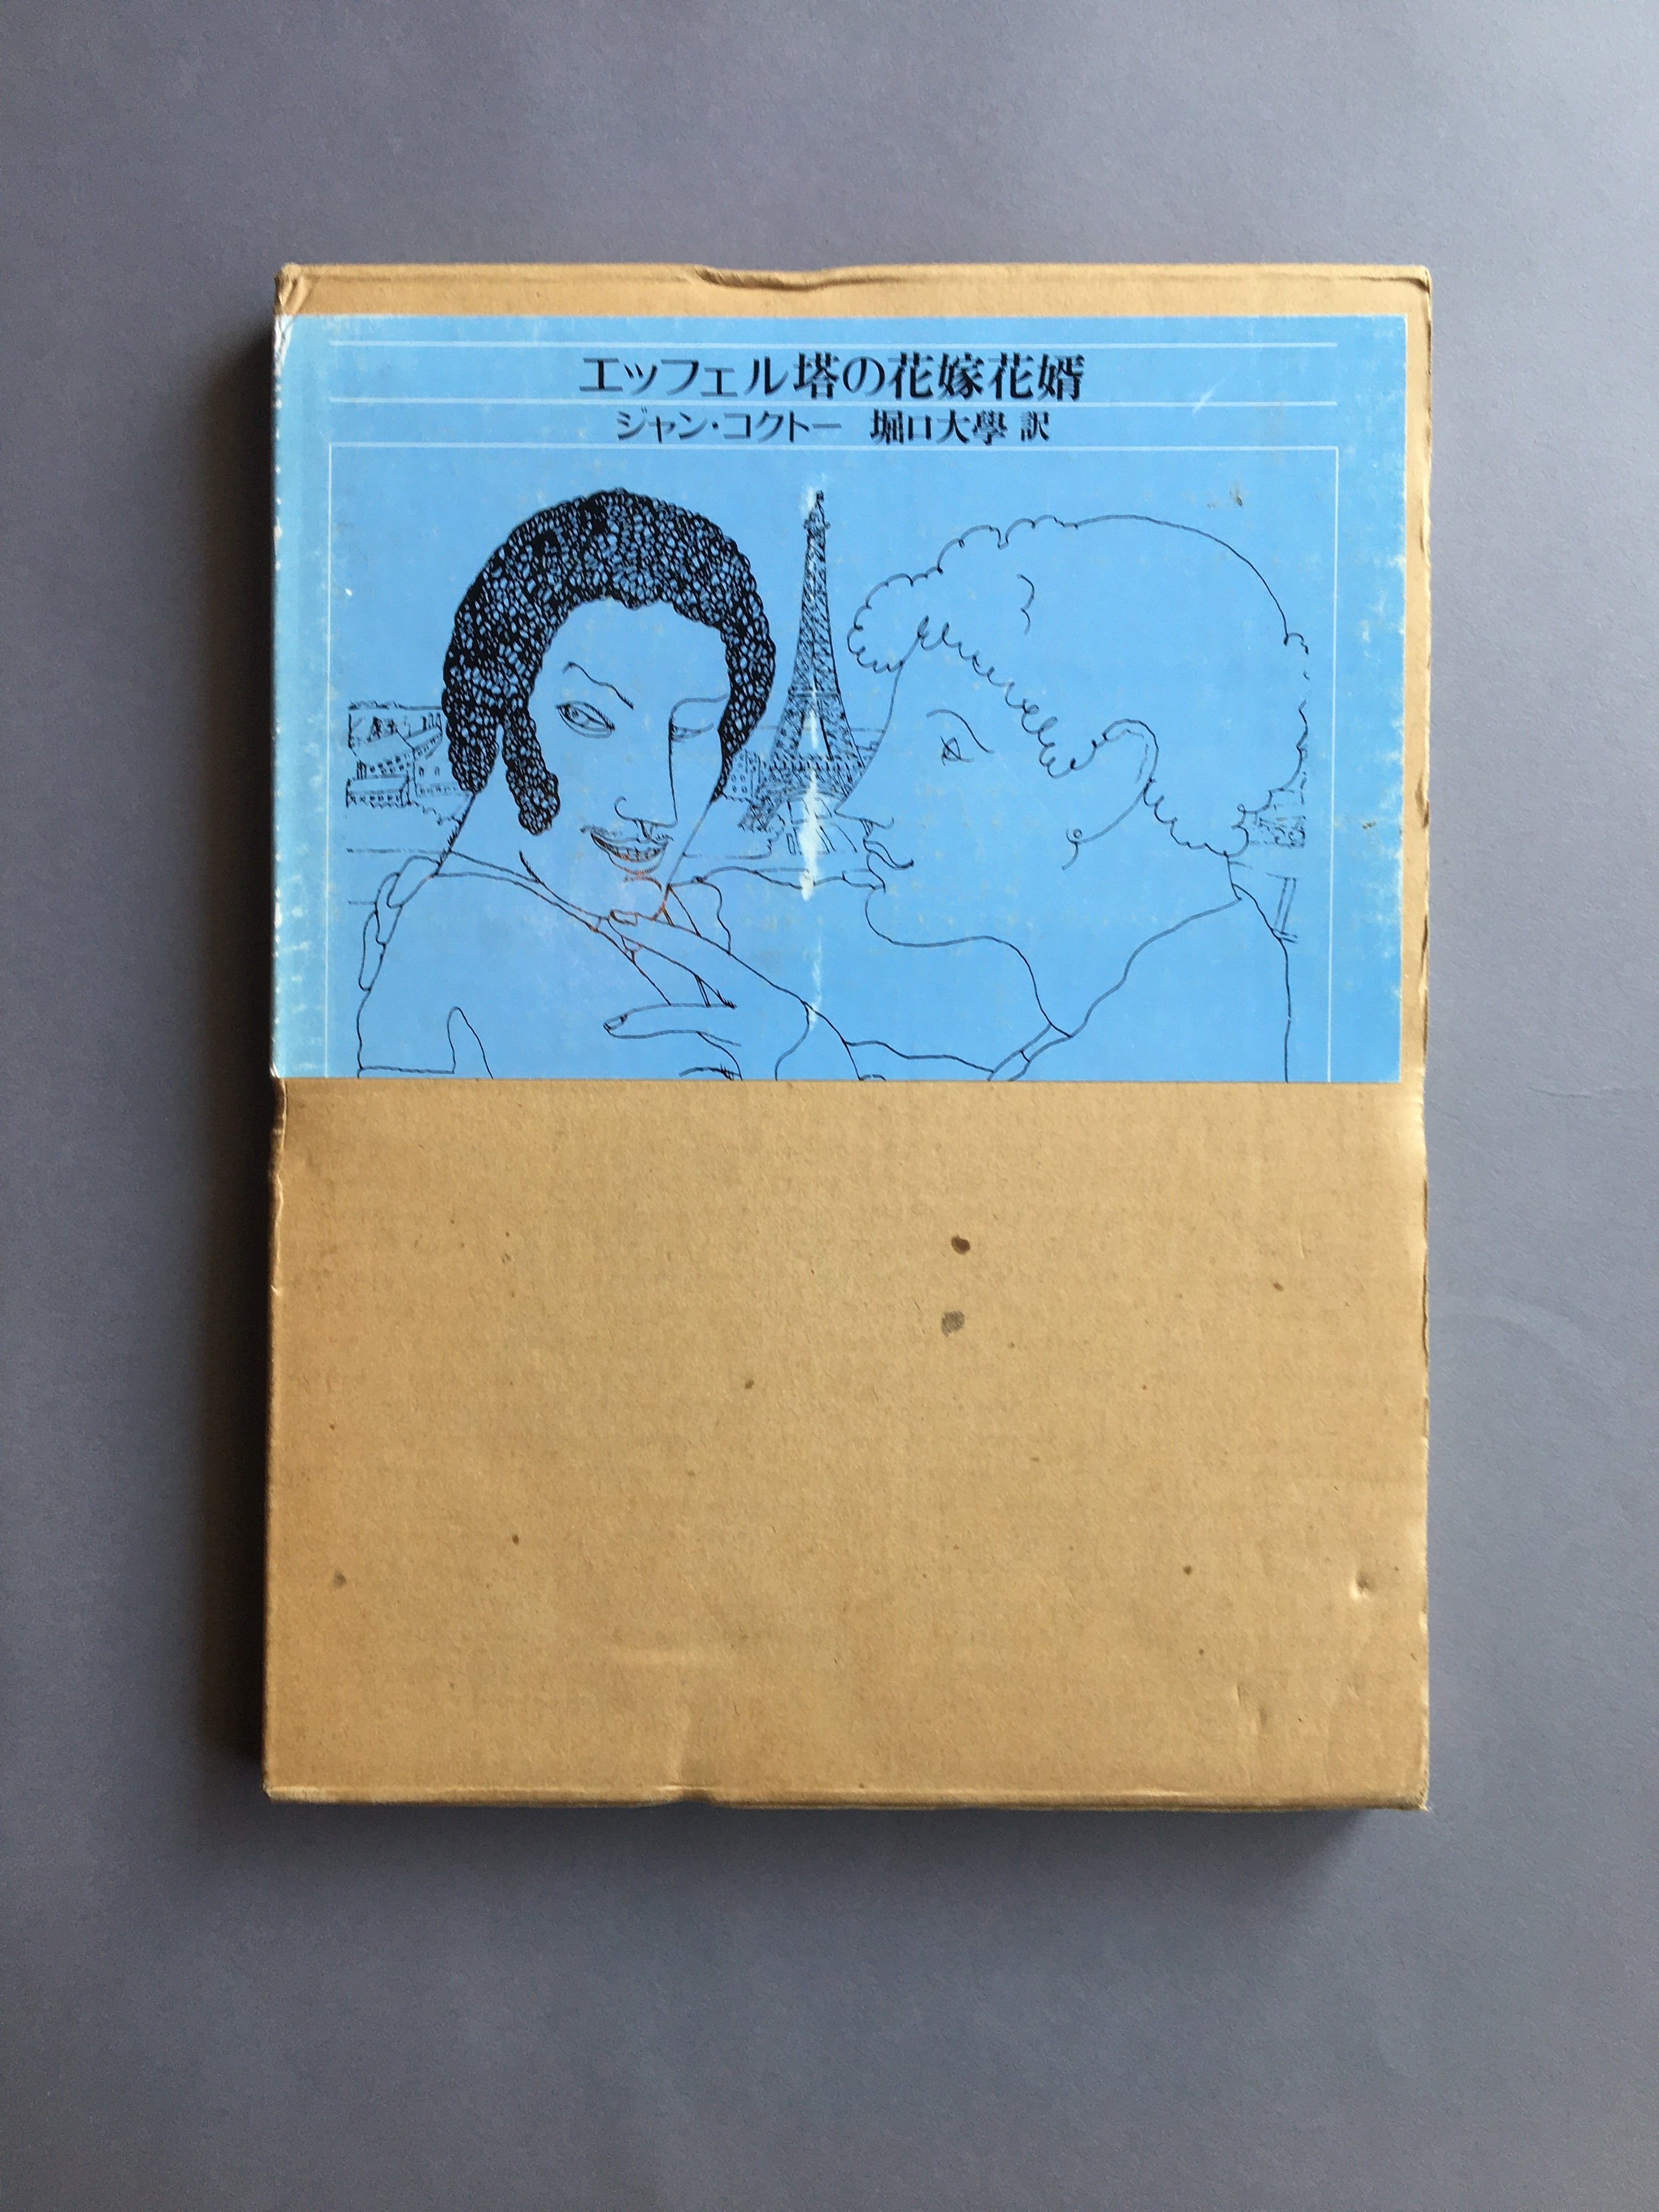 エッフェル塔の花嫁花婿
ジャン・コクトー 堀口大學 訳